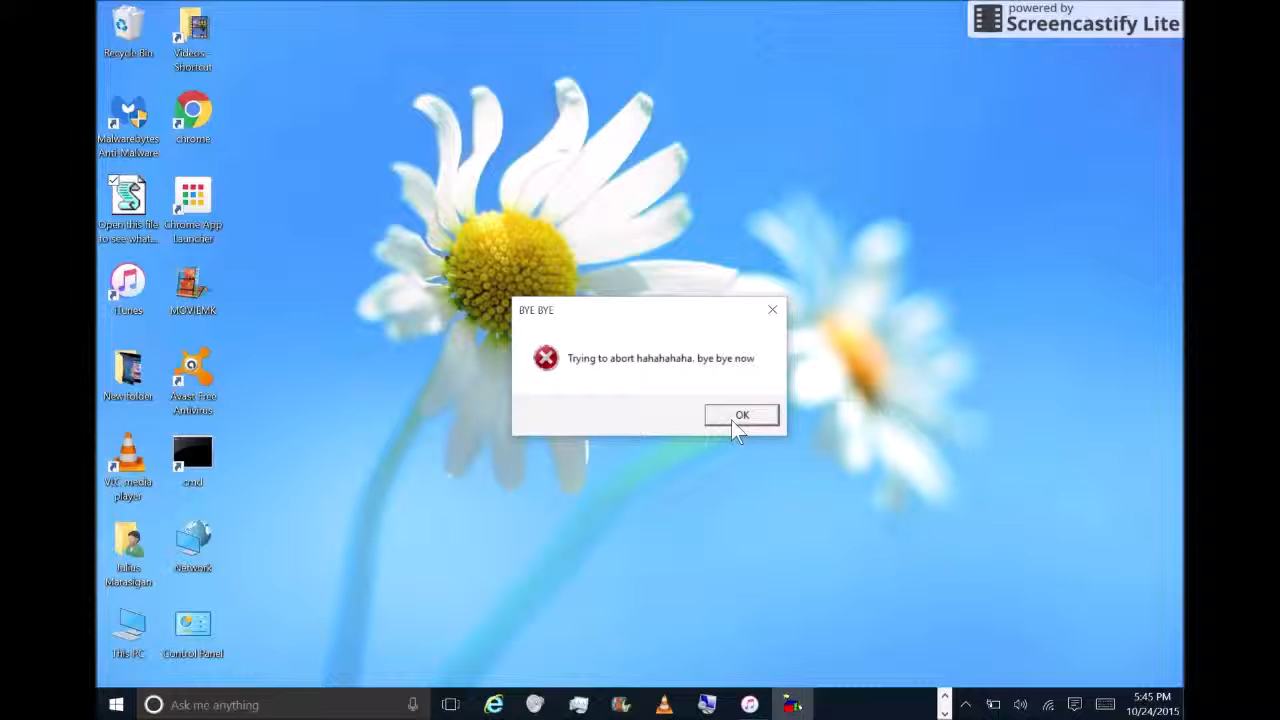 powered by
Screencastify Lite
Recycle Bin
Videos -
Shortcut
Malwarebytes
Anti-Malware
chrome
Open this file
to see what...
Chrome App
Launcher
iTunes
MOVIEMK
New folder
Avast Free
Antivirus
VLC media
player
cmd
Julius
Marasigan
Network
This PC
Control Panel
BYE BYE
Trying to abort hahahahaha. bye bye now
OK
Ask me anything
5:45 PM
10/24/2015